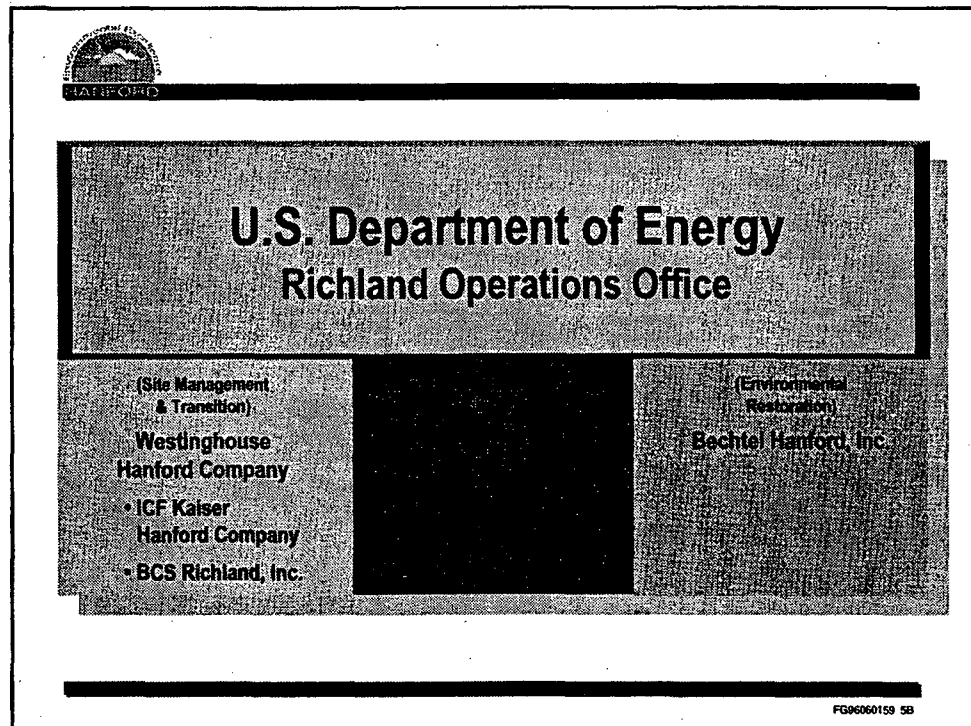 HANFORD
U.S. Department of Energy
Richland Operations Office
(Site Management
& Transition)
Westinghouse
Hanford Company
• ICF Kaiser
Hanford Company
• BCS Richland, Inc.
(Environmental
Restoration)
Bechtel Hanford, Inc.
FG96060159 5B